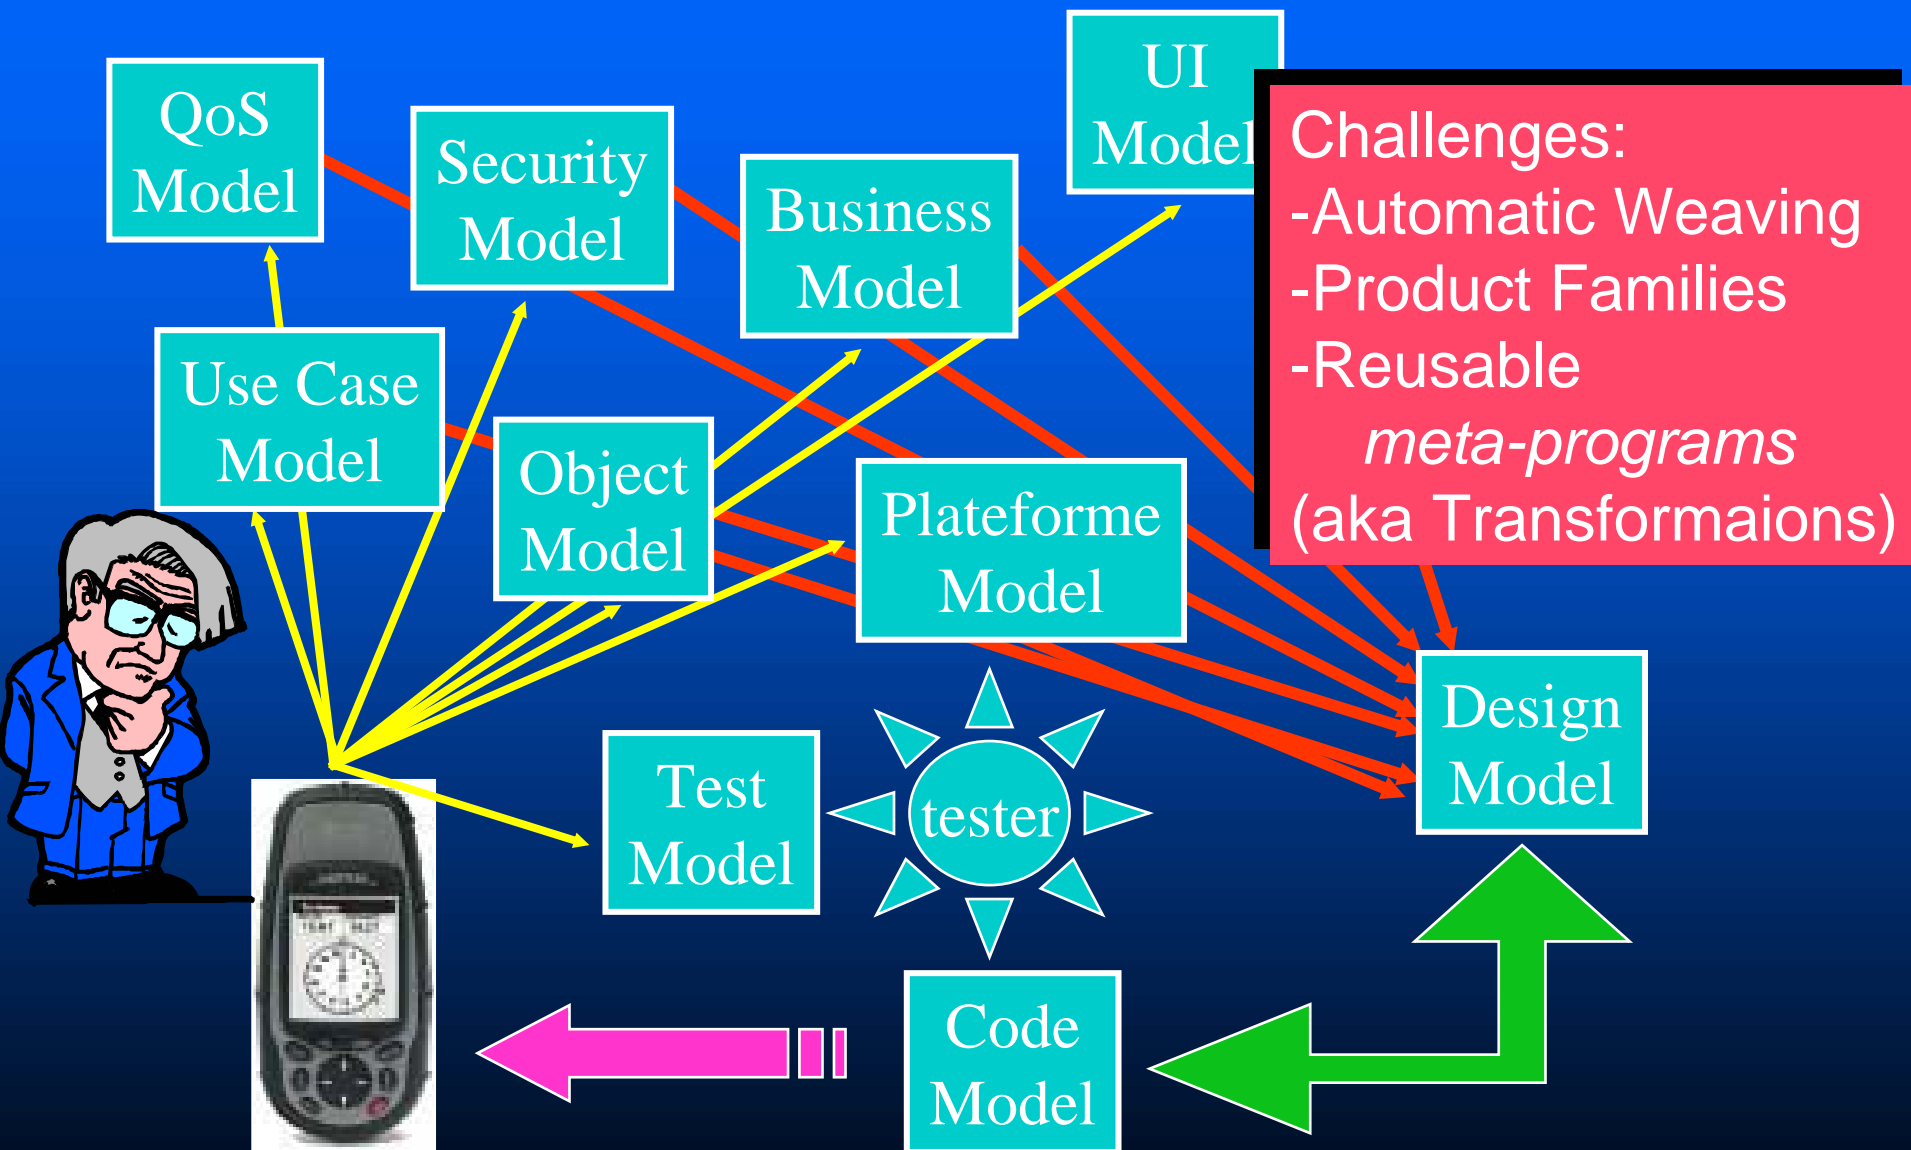 QoS
Model
Security
Model
Business
Model
UI
Model
Challenges:
-Automatic Weaving
-Product Families
-Reusable
meta-programs
(aka Transformaions)
Use Case
Model
Object
Model
Plateforme
Model
Design
Model
Test
Model
tester
Code
Model